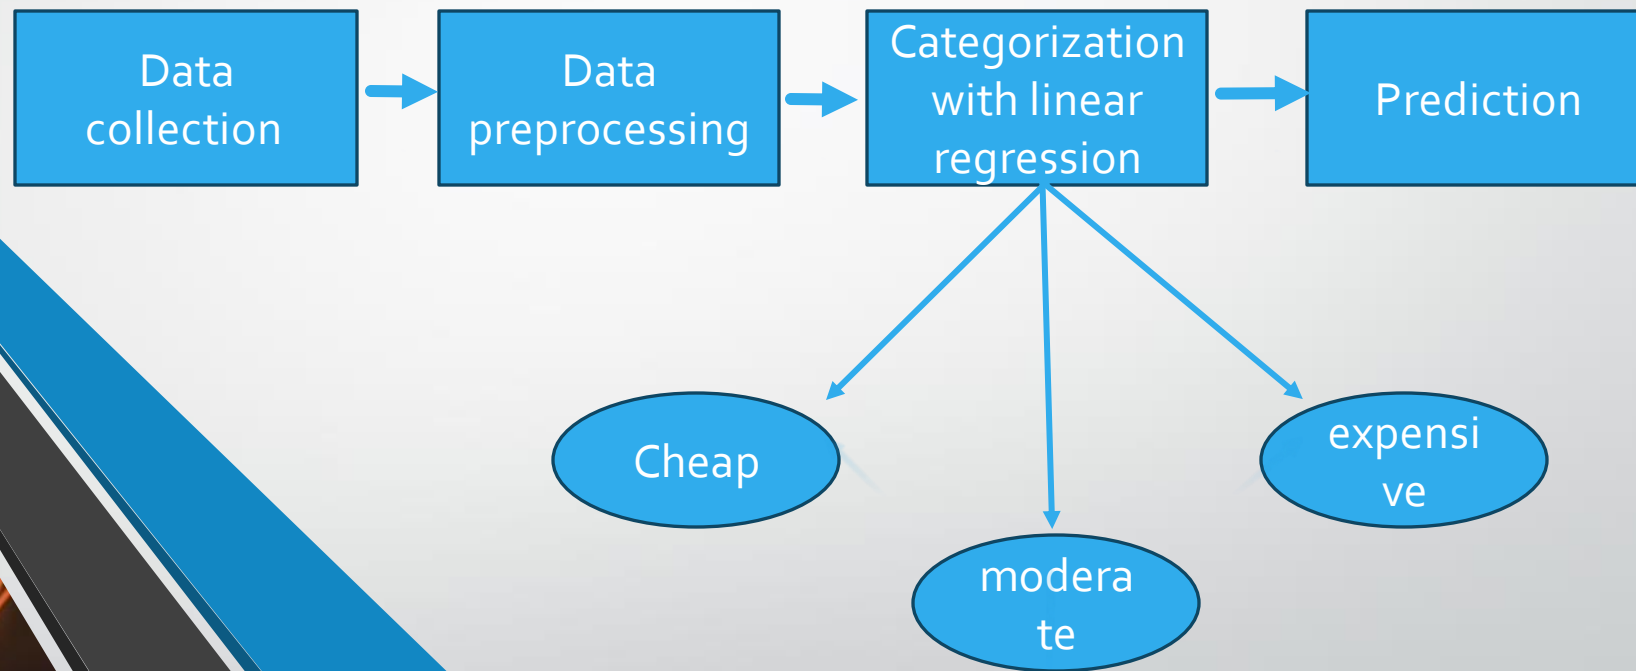 Data
collection
Data
preprocessing
Categorization
with linear
regression
Prediction
Cheap
expensi
ve
modera
te